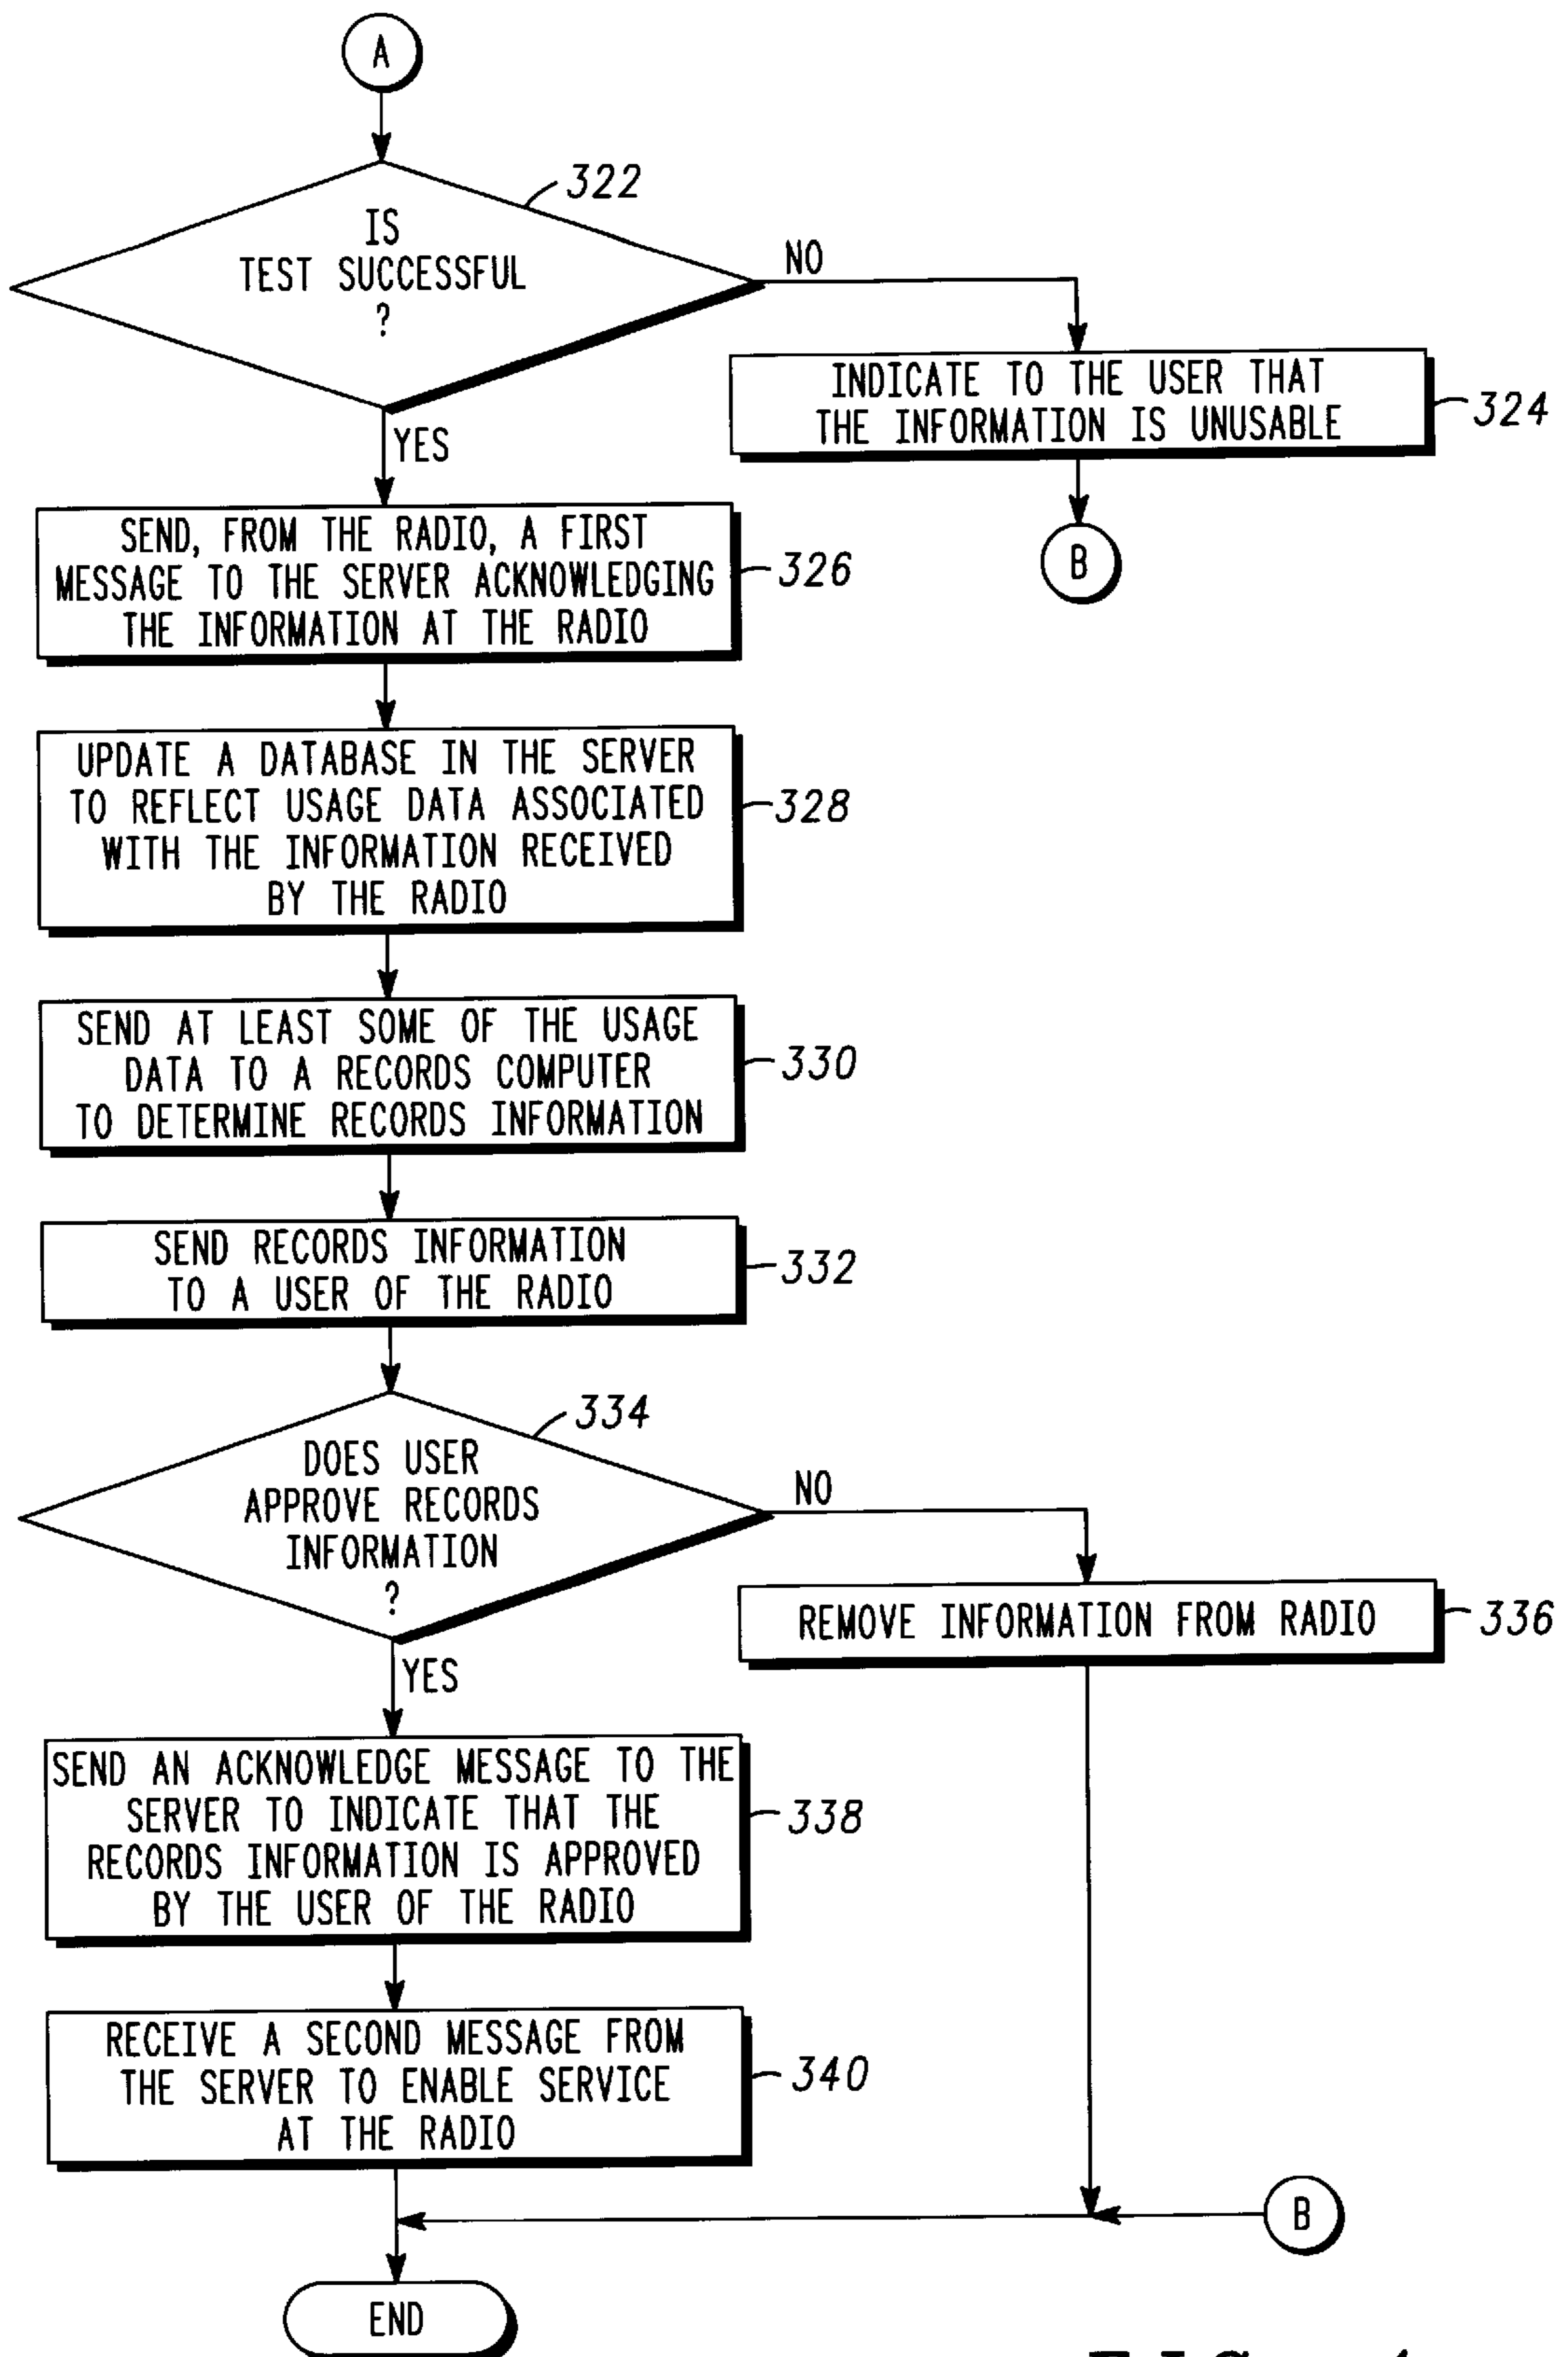 A
322
IS
TEST SUCCESSFUL
?
NO
INDICATE TO THE USER THAT
THE INFORMATION IS UNUSABLE
324
YES
B
SEND, FROM THE RADIO, A FIRST
MESSAGE TO THE SERVER ACKNOWLEDGING
THE INFORMATION AT THE RADIO
326
UPDATE A DATABASE IN THE SERVER
TO REFLECT USAGE DATA ASSOCIATED
WITH THE INFORMATION RECEIVED
BY THE RADIO
328
SEND AT LEAST SOME OF THE USAGE
DATA TO A RECORDS COMPUTER
TO DETERMINE RECORDS INFORMATION
330
SEND RECORDS INFORMATION
TO A USER OF THE RADIO
332
334
DOES USER
APPROVE RECORDS
INFORMATION
?
NO
REMOVE INFORMATION FROM RADIO
336
YES
SEND AN ACKNOWLEDGE MESSAGE TO THE
SERVER TO INDICATE THAT THE
RECORDS INFORMATION IS APPROVED
BY THE USER OF THE RADIO
338
RECEIVE A SECOND MESSAGE FROM
THE SERVER TO ENABLE SERVICE
AT THE RADIO
340
B
END